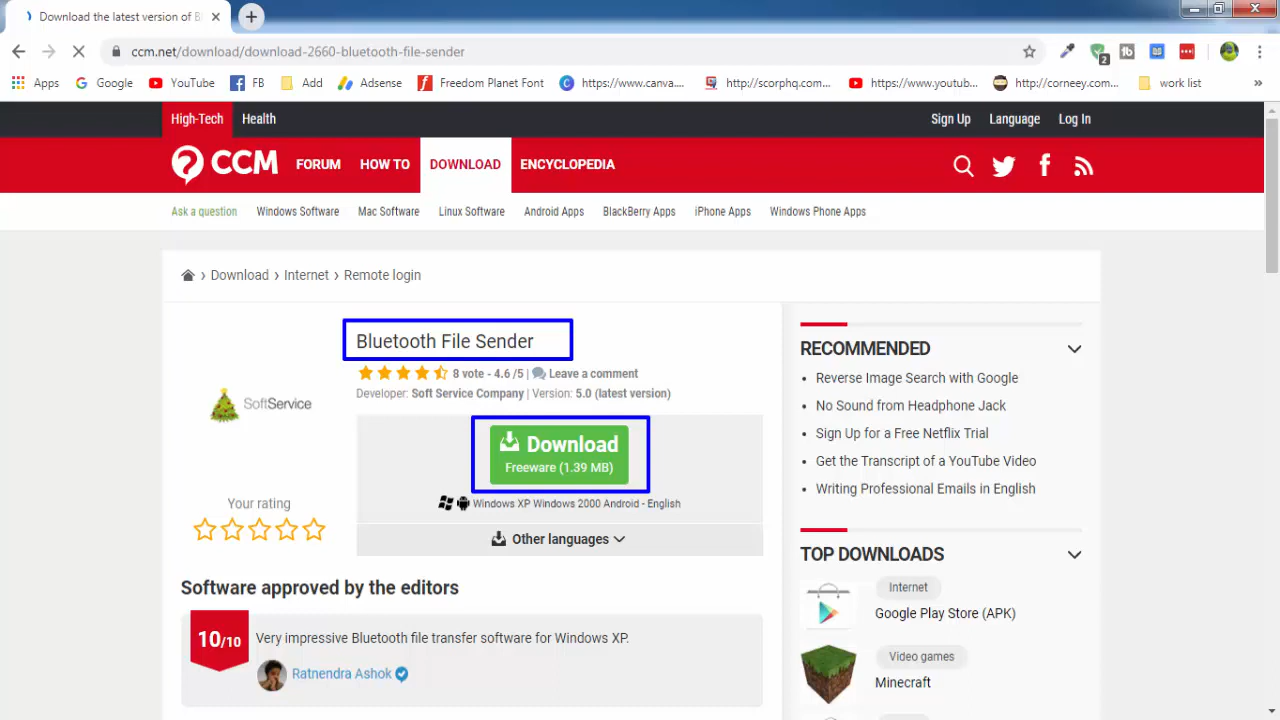 Download the latest version of Bl
ccm.net/download/download-2660-bluetooth-file-sender
2
Apps
Google
YouTube
FB
Add
Adsense
Freedom Planet Font
https://www.canva....
http://scorphq.com...
https://www.youtub...
http://corneey.com...
work list
»
High-Tech
Health
Sign Up
Language
Log In
CCM
FORUM
HOW TO
DOWNLOAD
ENCYCLOPEDIA
Ask a question
Windows Software
Mac Software
Linux Software
Android Apps
BlackBerry Apps
iPhone Apps
Windows Phone Apps
› Download › Internet › Remote login
Bluetooth File Sender
8 vote - 4.6 /5 | Leave a comment
Developer: Soft Service Company | Version: 5.0 (latest version)
SoftService
Download
Freeware (1.39 MB)
Windows XP Windows 2000 Android - English
Your rating
Other languages
Software approved by the editors
10/10
Very impressive Bluetooth file transfer software for Windows XP.
Ratnendra Ashok
RECOMMENDED
• Reverse Image Search with Google
• No Sound from Headphone Jack
• Sign Up for a Free Netflix Trial
• Get the Transcript of a YouTube Video
• Writing Professional Emails in English
TOP DOWNLOADS
Internet
Google Play Store (APK)
Video games
Minecraft